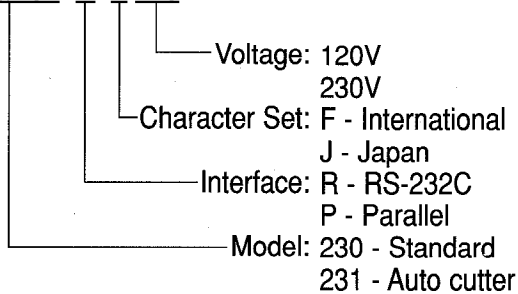 Voltage: 120V
230V
Character Set: F - International
J - Japan
Interface: R - RS-232C
P - Parallel
Model: 230 - Standard
231 - Auto cutter